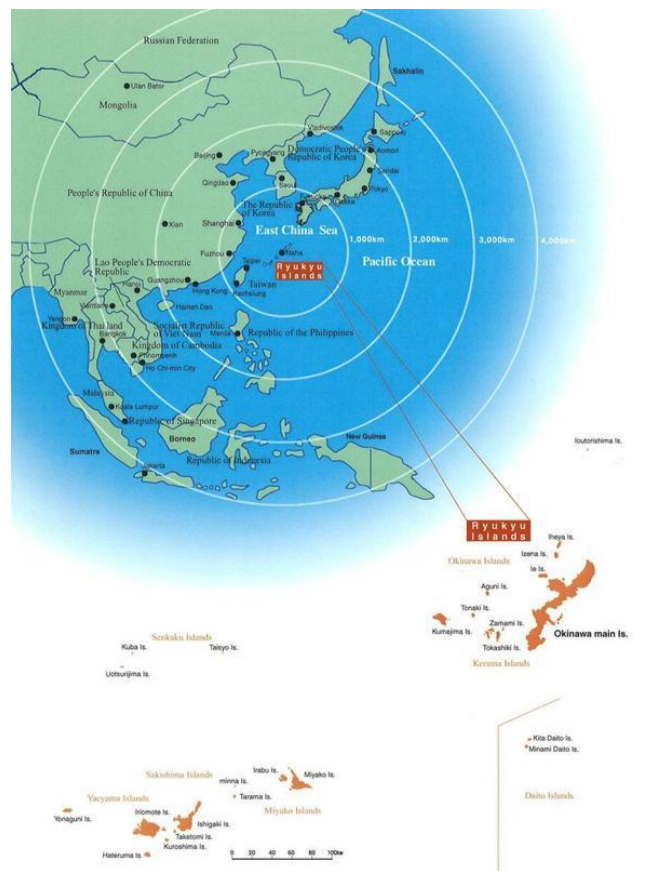 Russian Federation
Sakhalin
Ulan Bator
Mongolia
Vladivostok
Sapporo
Beijing
Pyongyang
Democratic People's
Republic of Korea
Aomori
Sendai
Qingdao
Seoul
Tokyo
People's Republic of China
The Republic
of Korea
Osaka
Xian
Shanghai
East China Sea
1,000km
2,000km
3,000km
4,000km
Fuzhou
Naha
Taipei
Pacific Ocean
Lao People's Democratic
Republic
Ryukyu
Islands
Guangzhou
Hanoi
Taiwan
Myanmar
Hong Kong
Kaohsiung
Vientiane
Hainan Dao
Yangon
Kingdom of Thailand
Socialist Republic
of Viet Nam
Manila
Republic of the Philippines
Bangkok
Kingdom of Cambodia
Phnompenh
Ho Chi-min City
Malaysia
Kuala Lumpur
Republic of Singapore
Borneo
New Guinea
Sumatre
Republic of Indonesia
Jakarta
Ioutorishima Is.
Ryukyu
Islands
Iheya Is.
Izena Is.
Okinawa Islands
Ie Is.
Aguni Is.
Tonaki Is.
Zamami Is.
Kumejima Is.
Okinawa main Is.
Tokashiki Is.
Kerama Islands
Senkaku Islands
Kuba Is.
Taisyo Is.
Uotsurijima Is.
Kita Daito Is.
Minami Daito Is.
Daito Islands
Sakishima Islands
Irabu Is.
Miyako Is.
minna Is.
Tarama Is.
Miyako Islands
Yaeyama Islands
Yonaguni Is.
Iriomote Is.
Ishigaki Is.
Taketomi Is.
Kuroshima Is.
Hateruma Is.
0 20 40 60 80 100km